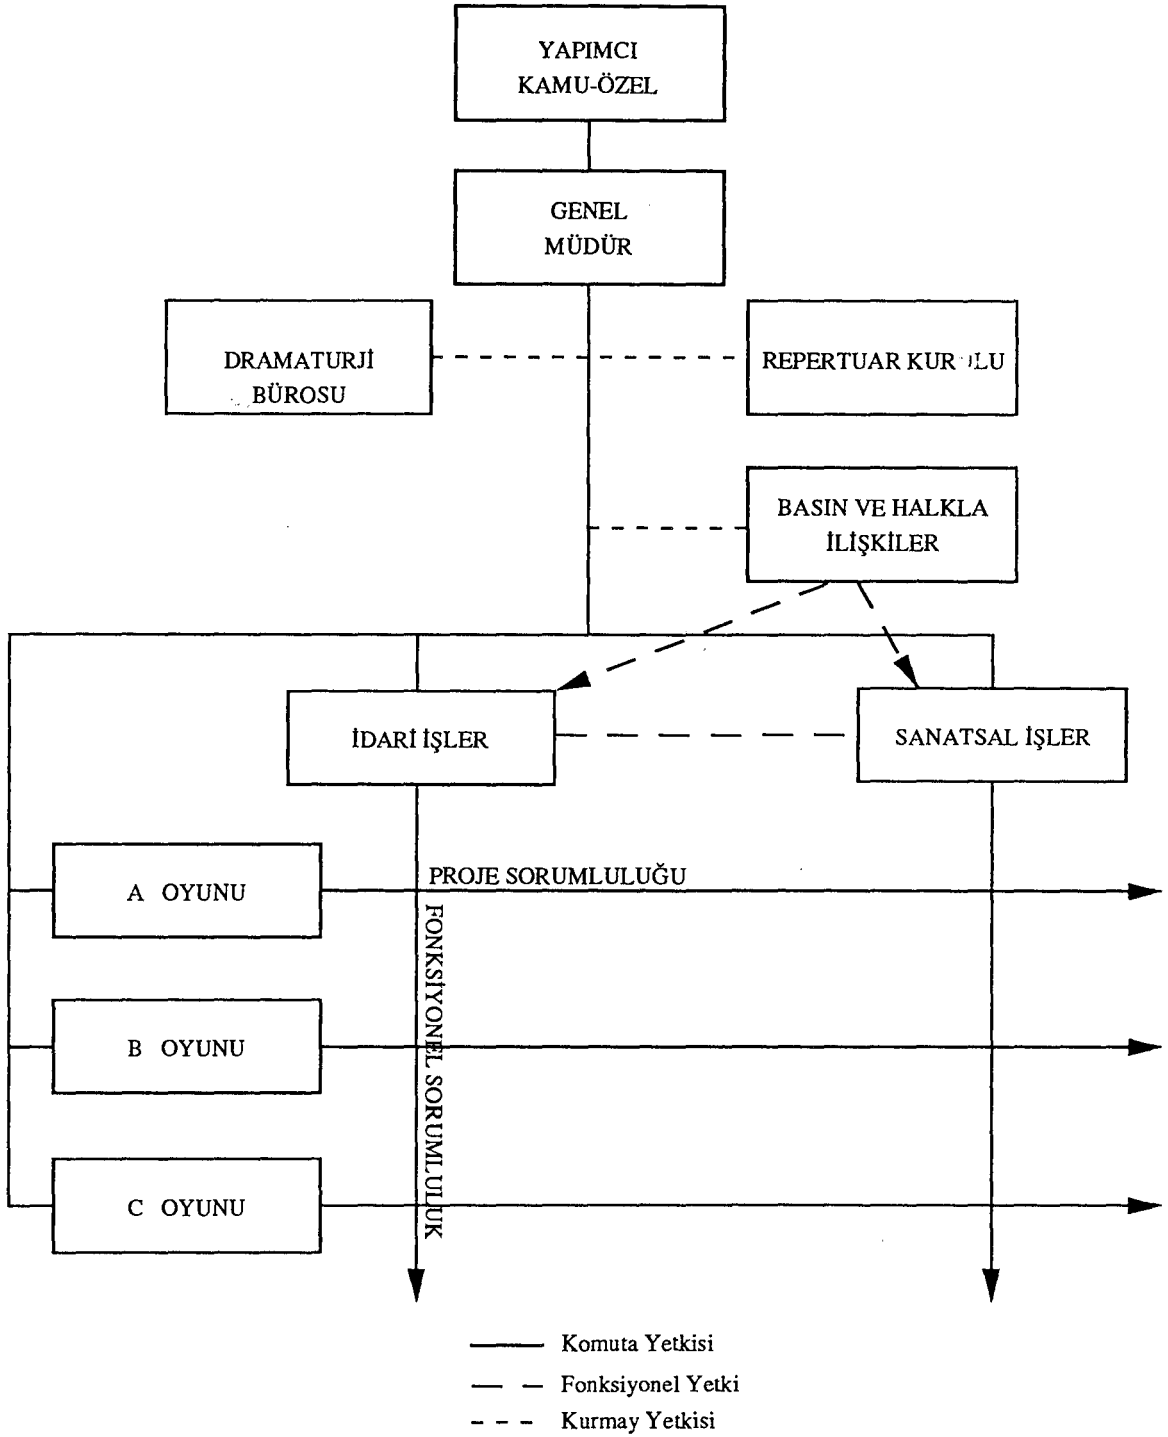 YAPIMCI
KAMU-ÖZEL
GENEL
MÜDÜR
DRAMATURJİ
BÜROSU
REPERTUAR
BASIN VE HALKLA
İLİŞKİLER
İDARİ İŞLER
SANATSAL İŞLER
A OYUNU
PROJE SORUMLULUĞU
FONKSİYONEL SORUMLULUK
B OYUNU
C OYUNU
Komuta Yetkisi
Fonksiyonel Yetki
Kurmay Yetkisi